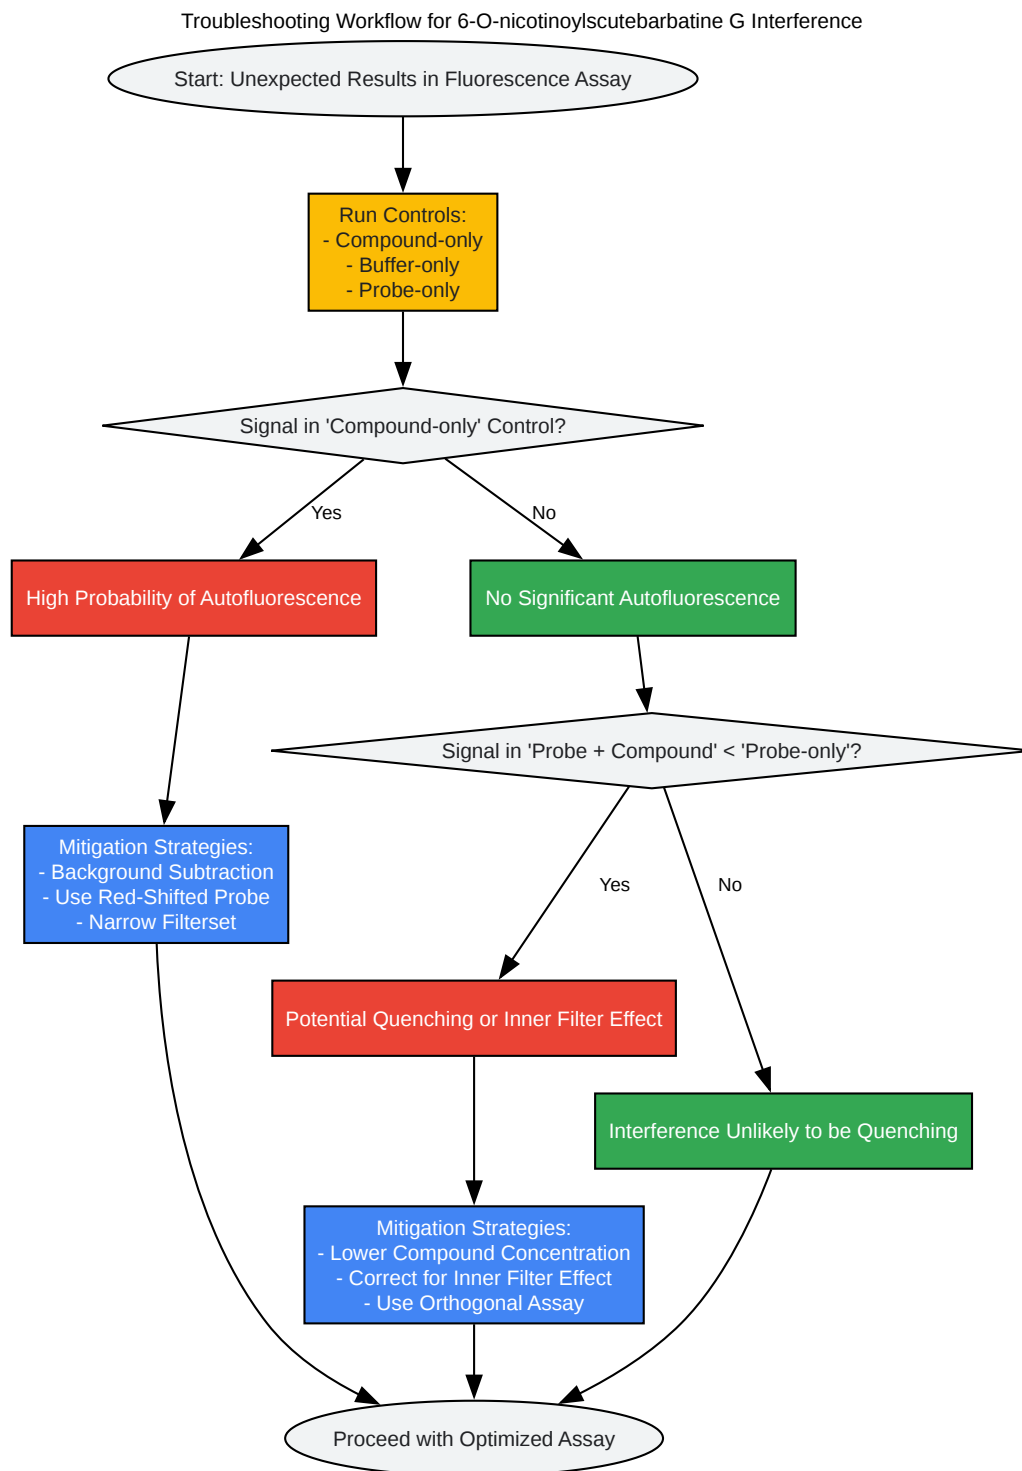 Troubleshooting Workflow for 6-O-nicotinoylscutebarbatine G Interference
Start: Unexpected Results in Fluorescence Assay
Run Controls:
- Compound-only
- Buffer-only
- Probe-only
Signal in 'Compound-only' Control?
Yes
No
High Probability of Autofluorescence
No Significant Autofluorescence
Signal in 'Probe + Compound' < 'Probe-only'?
Mitigation Strategies:
- Background Subtraction
- Use Red-Shifted Probe
- Narrow Filterset
Yes
No
Potential Quenching or Inner Filter Effect
Interference Unlikely to be Quenching
Mitigation Strategies:
- Lower Compound Concentration
- Correct for Inner Filter Effect
- Use Orthogonal Assay
Proceed with Optimized Assay